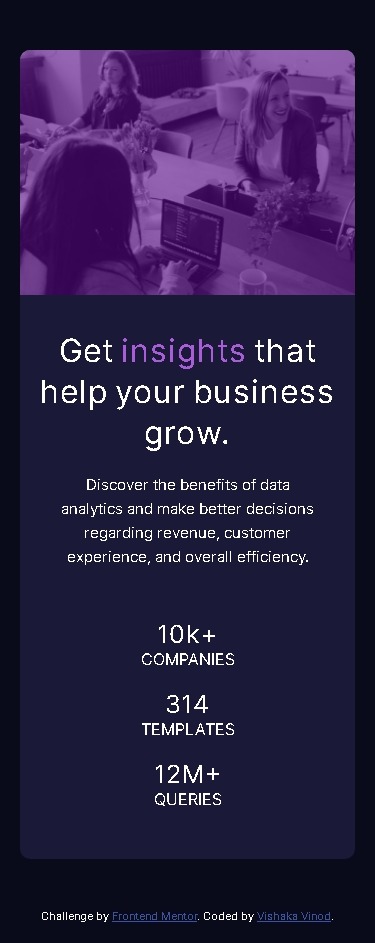 Get insights that
help your business
grow.
Discover the benefits of data
analytics and make better decisions
regarding revenue, customer
experience, and overall efficiency.
10k+
COMPANIES
314
TEMPLATES
12M+
QUERIES
Challenge by Frontend Mentor. Coded by Vishaka Vinod.